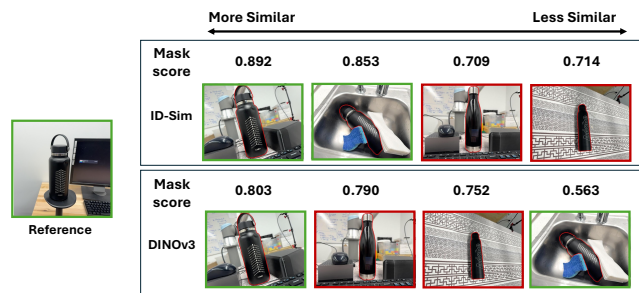 More Similar
Less Similar
Mask score
0.892
0.853
0.709
0.714
ID-Sim
Mask score
0.803
0.790
0.752
0.563
DINOv3
Reference